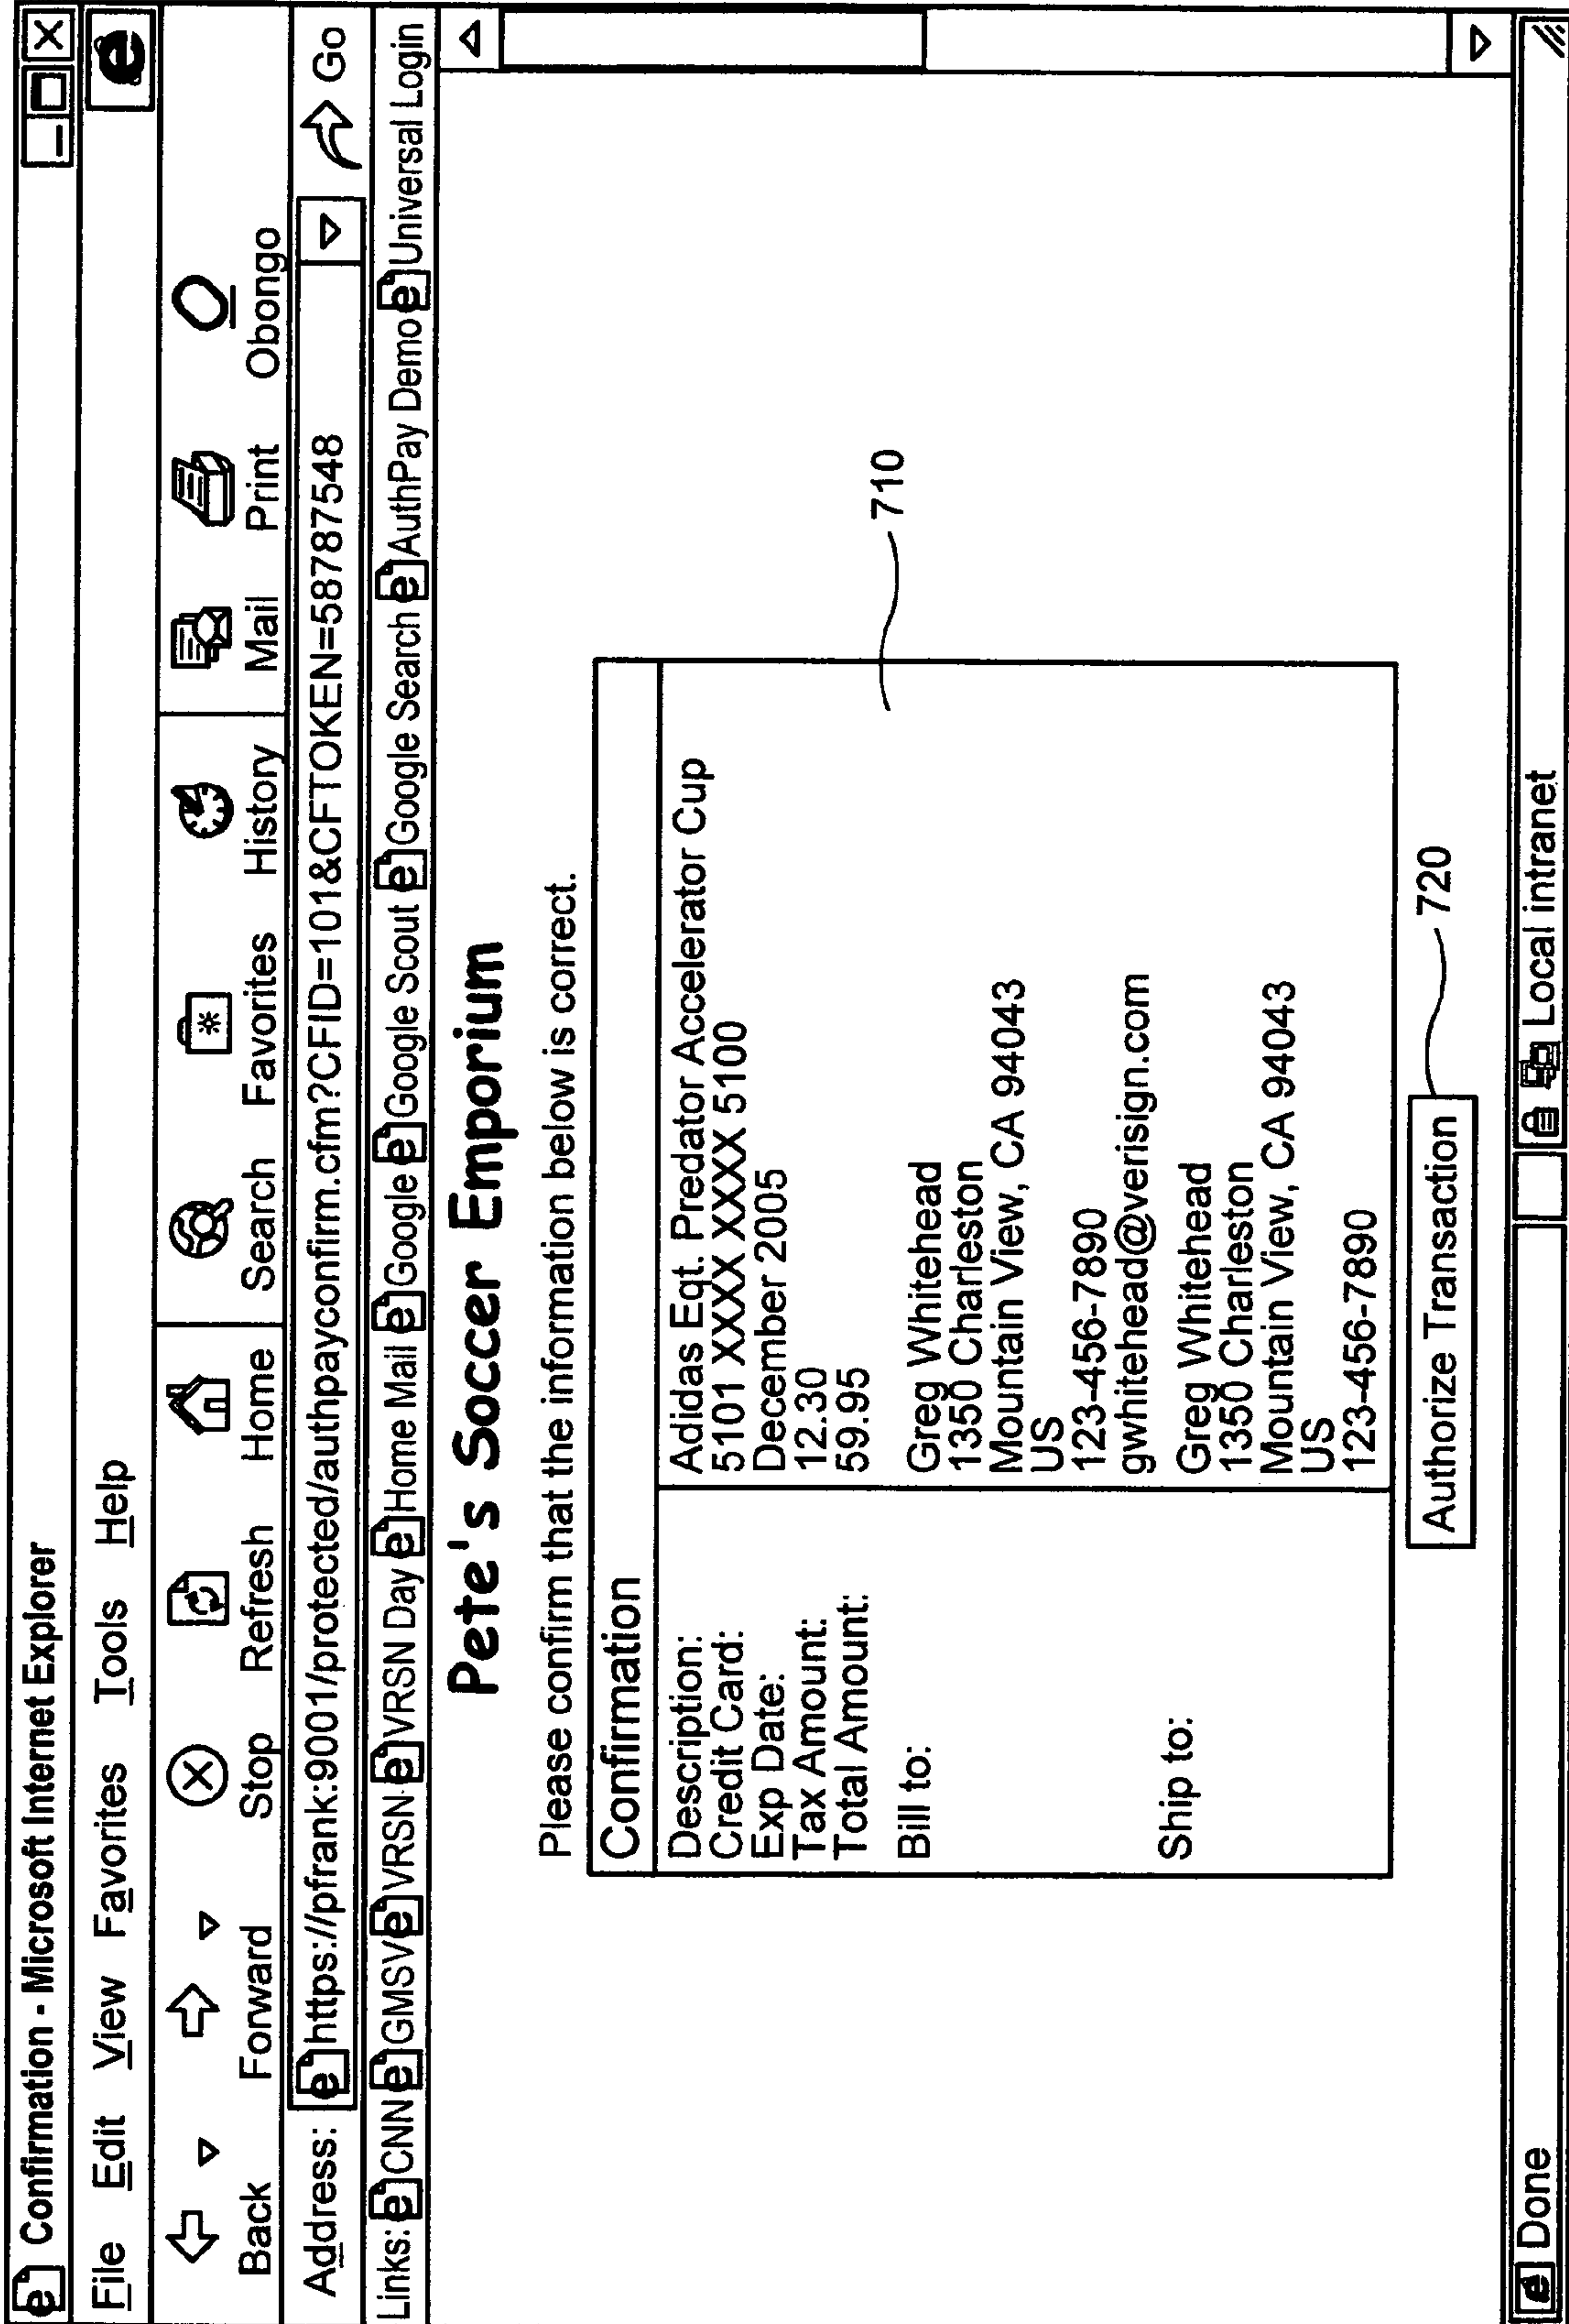 Confirmation - Microsoft Internet Explorer
File Edit View Favorites Tools Help
Back Forward Stop Refresh Home Search Favorites History Mail Print Obongo
Address: https://pfrank:9001/protected/authpayconfirm.cfm?CFID=101&CFTOKEN=58787548 Go
Links: CNN GMSV VRSN VRSN Day Home Mail Google Google Scout Google Search AuthPay Demo Universal Login
Pete's Soccer Emporium
Please confirm that the information below is correct.
Confirmation
Description: Adidas Eqt. Predator Accelerator Cup
Credit Card: 5101 XXXX XXXX 5100
Exp Date: December 2005
Tax Amount: 12.30
Total Amount: 59.95
710
Bill to: Greg Whitehead
1350 Charleston
Mountain View, CA 94043
US
123-456-7890
gwhitehead@verisign.com
Ship to: Greg Whitehead
1350 Charleston
Mountain View, CA 94043
US
123-456-7890
Authorize Transaction 720
Done Local intranet